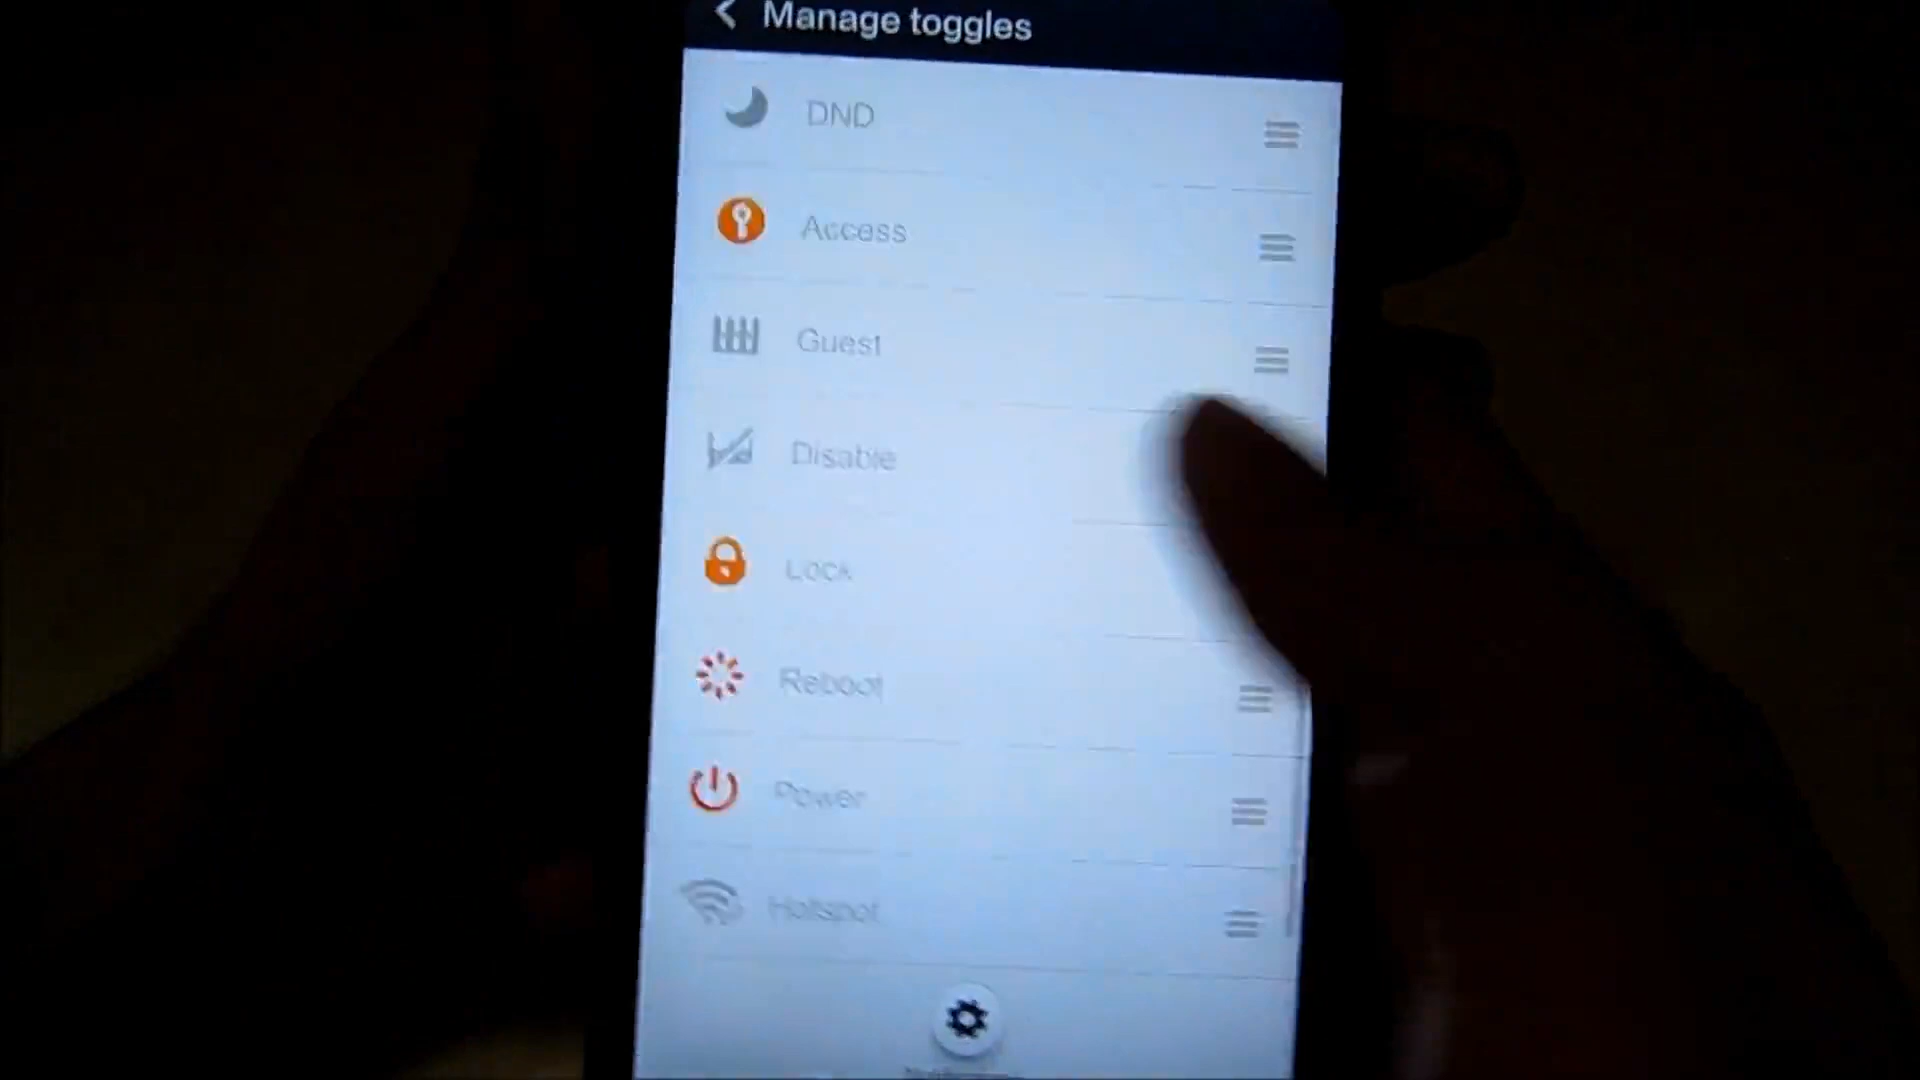 Manage toggles
DND
Access
Guest
Disable
Lock
Reboot
Power
Hotspot